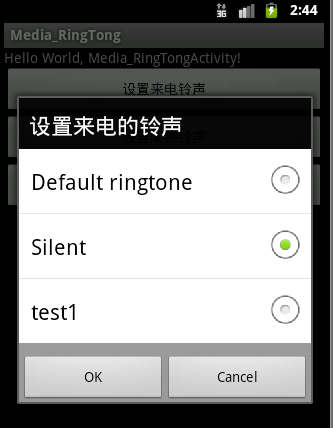 36 2:44
Media_RingTong
Hello World, Media_RingTongActivity!
设置来电铃声
设置来电的铃声
Default ringtone
Silent
test1
OK Cancel